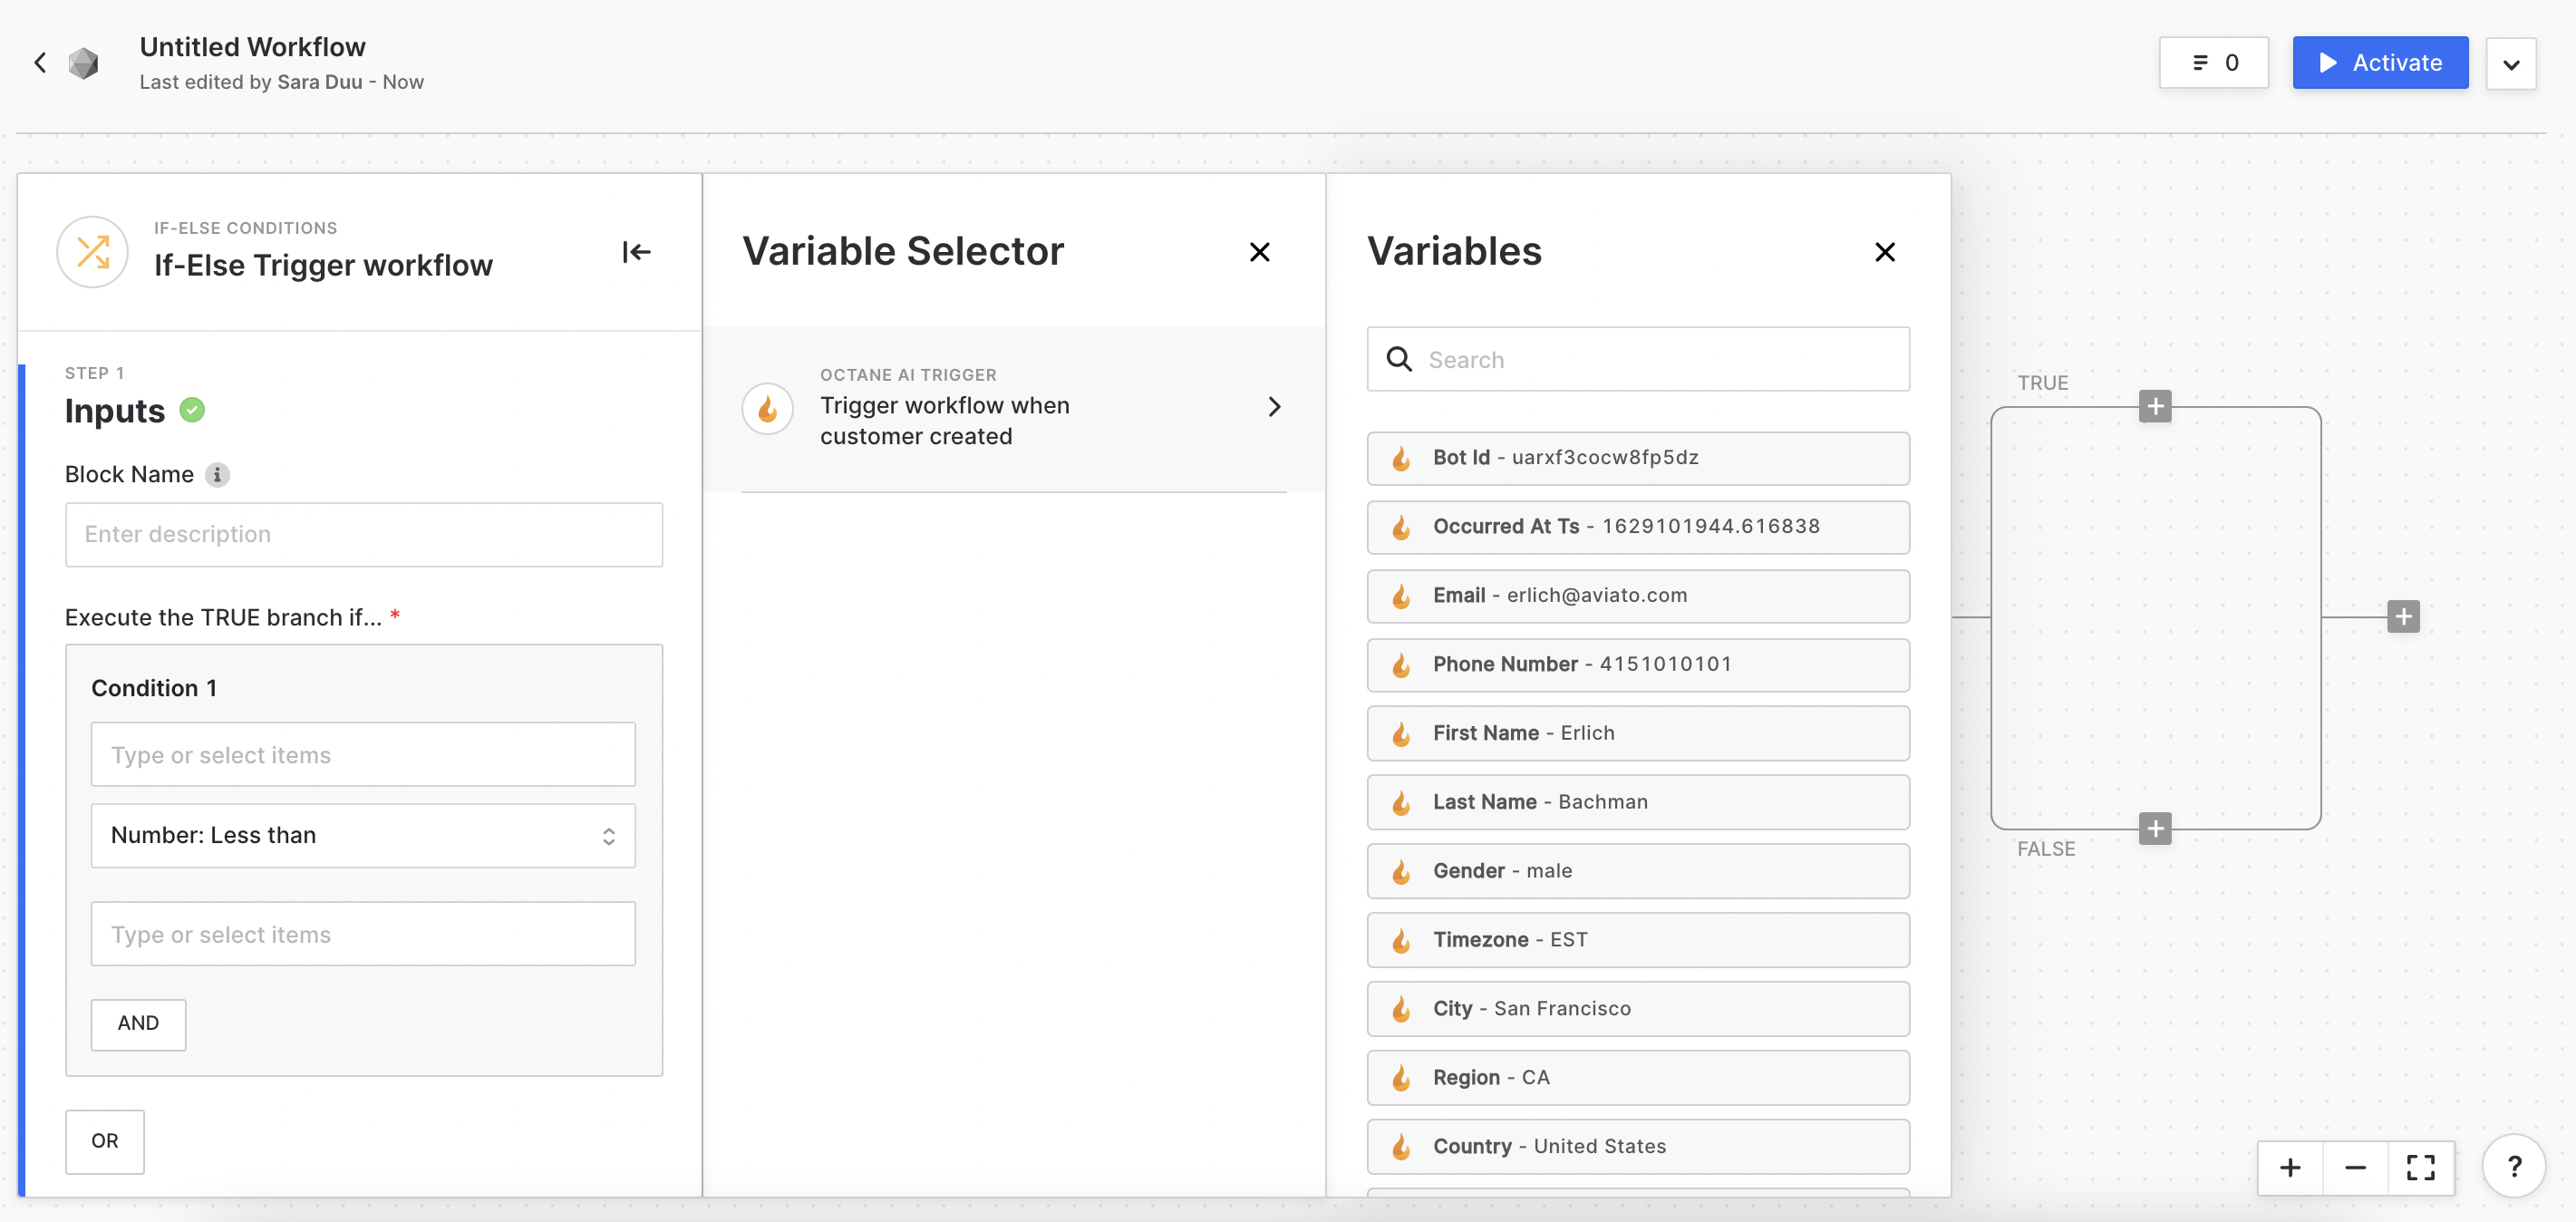 Untitled Workflow
Last edited by Sara Duu - Now
0
Activate
IF-ELSE CONDITIONS
If-Else Trigger workflow
STEP 1
Inputs
Block Name
Enter description
Execute the TRUE branch if... *
Condition 1
Type or select items
Number: Less than
Type or select items
AND
OR
Variable Selector
OCTANE AI TRIGGER
Trigger workflow when
customer created
Variables
Search
Bot Id - uarxf3cocw8fp5dz
Occurred At Ts - 1629101944.616838
Email - erlich@aviato.com
Phone Number - 4151010101
First Name - Erlich
Last Name - Bachman
Gender - male
Timezone - EST
City - San Francisco
Region - CA
Country - United States
TRUE
FALSE
?